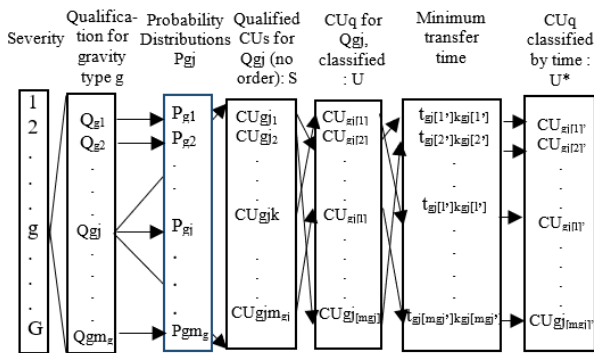 Severity
Qualifica-
tion for
gravity
type g
Probability
Distributions
Pgj
Qualified
CUs for
Qgj (no
order): S
CUq for
Qgj,
classified
: U
Minimum
transfer
time
CUq
classified
by time :
U*
1
2
.
.
.
g
.
.
.
G
Qg1
Qg2
.
.
.
Qgj
.
.
.
Qgmg
Pg1
Pg2
.
.
Pgj
.
.
.
Pgmg
CUgj1
CUgj2
.
.
CUgjk
.
.
.
CUgjmgj
CUgj[1]
CUgj[2]
.
.
CUgj[l]
.
.
.
CUgj[mgj]
tgj[1’]kgj[1’]
tgj[2’]kgj[2’]
.
.
tgj[l’]kgj[l’]
.
.
.
tgj[mgj’]kgj[mgj’
CUgj[1]’
CUgj[2]’
.
.
CUgj[l]’
.
.
.
CUgj[mgj]’